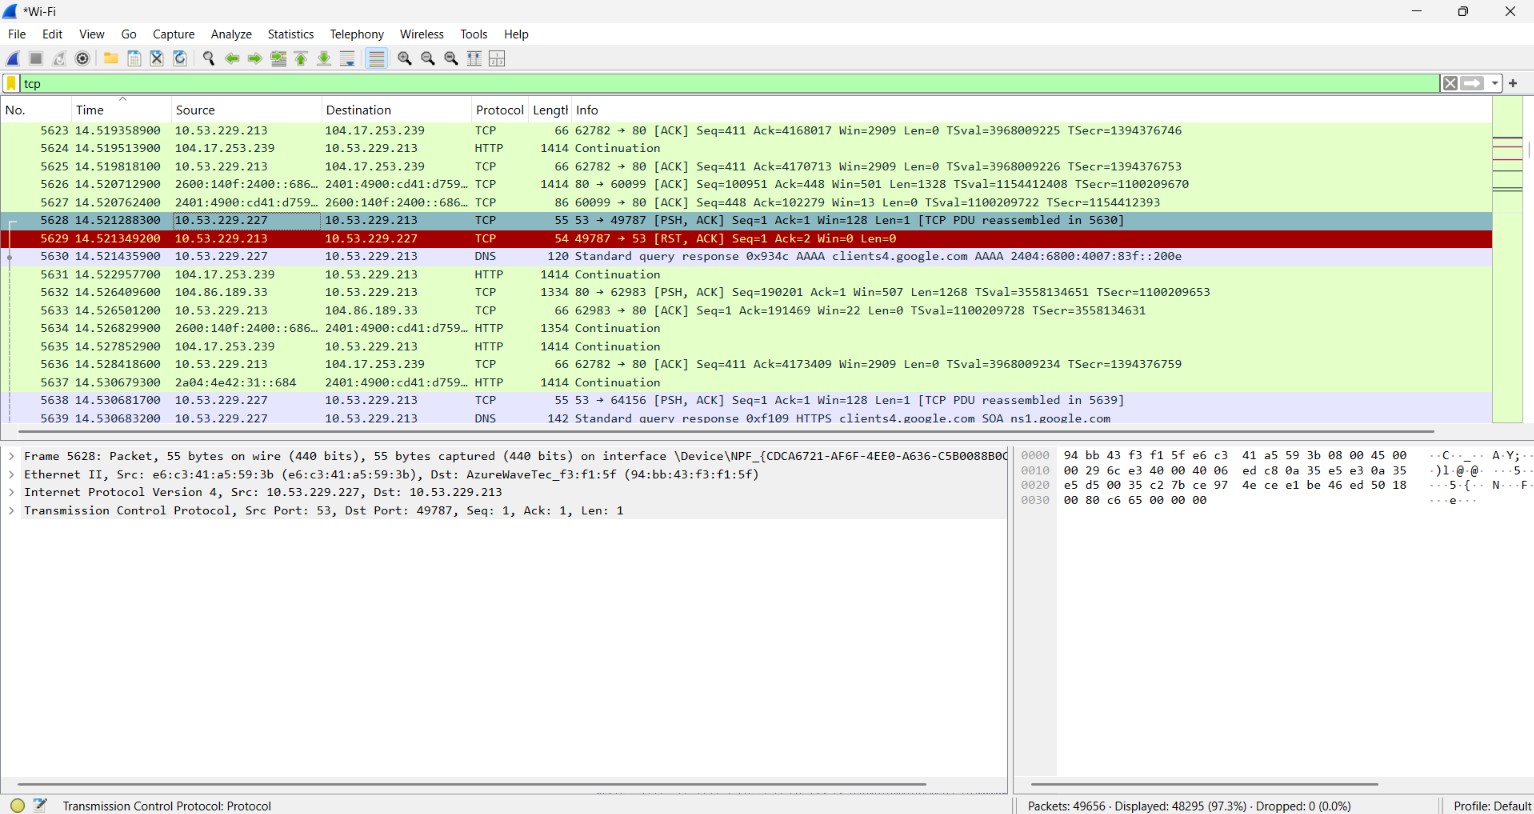 *Wi-Fi
File Edit View Go Capture Analyze Statistics Telephony Wireless Tools Help
tcp
No. Time Source Destination Protocol Length Info
5623 14.519358900 10.53.229.213 104.17.253.239 TCP 66 62782 → 80 [ACK] Seq=411 Ack=4168017 Win=2909 Len=0 TSval=3968009225 TSecr=1394376746
5624 14.519513900 104.17.253.239 10.53.229.213 HTTP 1414 Continuation
5625 14.519818100 10.53.229.213 104.17.253.239 TCP 66 62782 → 80 [ACK] Seq=411 Ack=4170713 Win=2909 Len=0 TSval=3968009226 TSecr=1394376753
5626 14.520712900 2600:140f:2400::686… 2401:4900:cd41:d759… TCP 1414 80 → 60099 [ACK] Seq=100951 Ack=448 Win=501 Len=1328 TSval=1154412408 TSecr=1100209670
5627 14.520762400 2401:4900:cd41:d759… 2600:140f:2400::686… TCP 86 60099 → 80 [ACK] Seq=448 Ack=102279 Win=13 Len=0 TSval=1100209722 TSecr=1154412393
5628 14.521288300 10.53.229.227 10.53.229.213 TCP 55 53 → 49787 [PSH, ACK] Seq=1 Ack=1 Win=128 Len=1 [TCP PDU reassembled in 5630]
5629 14.521349200 10.53.229.213 10.53.229.227 TCP 54 49787 → 53 [RST, ACK] Seq=1 Ack=2 Win=0 Len=0
5630 14.521435900 10.53.229.227 10.53.229.213 DNS 120 Standard query response 0x934c AAAA clients4.google.com AAAA 2404:6800:4007:83f::200e
5631 14.522957700 104.17.253.239 10.53.229.213 HTTP 1414 Continuation
5632 14.526409600 104.86.189.33 10.53.229.213 TCP 1334 80 → 62983 [PSH, ACK] Seq=190201 Ack=1 Win=507 Len=1268 TSval=3558134651 TSecr=1100209653
5633 14.526501200 10.53.229.213 104.86.189.33 TCP 66 62983 → 80 [ACK] Seq=1 Ack=191469 Win=22 Len=0 TSval=1100209728 TSecr=3558134631
5634 14.526829900 2600:140f:2400::686… 2401:4900:cd41:d759… HTTP 1354 Continuation
5635 14.527852900 104.17.253.239 10.53.229.213 HTTP 1414 Continuation
5636 14.528418600 10.53.229.213 104.17.253.239 TCP 66 62782 → 80 [ACK] Seq=411 Ack=4173409 Win=2909 Len=0 TSval=3968009234 TSecr=1394376759
5637 14.530679300 2a04:4e42:31::684 2401:4900:cd41:d759… HTTP 1414 Continuation
5638 14.530681700 10.53.229.227 10.53.229.213 TCP 55 53 → 64156 [PSH, ACK] Seq=1 Ack=1 Win=128 Len=1 [TCP PDU reassembled in 5639]
5639 14.530683200 10.53.229.227 10.53.229.213 DNS 142 Standard query response 0xf109 HTTPS clients4.google.com SOA ns1.google.com
Frame 5628: Packet, 55 bytes on wire (440 bits), 55 bytes captured (440 bits) on interface \Device\NPF_{CDCA6721-AF6F-4EE0-A636-C5B0088B0C
Ethernet II, Src: e6:c3:41:a5:59:3b (e6:c3:41:a5:59:3b), Dst: AzureWaveTec_f3:f1:5f (94:bb:43:f3:f1:5f)
Internet Protocol Version 4, Src: 10.53.229.227, Dst: 10.53.229.213
Transmission Control Protocol, Src Port: 53, Dst Port: 49787, Seq: 1, Ack: 1, Len: 1
0000 94 bb 43 f3 f1 5f e6 c3 41 a5 59 3b 08 00 45 00 ··C··_·· A·Y;··
0010 00 29 6c e3 40 00 40 06 ed c8 0a 35 e5 e3 0a 35 ·)l·@·@· ···5··
0020 e5 d5 00 35 c2 7b ce 97 4e ce e1 be 46 ed 50 18 ···5·{·· N···F·
0030 00 80 c6 65 00 00 00 ···e···
Transmission Control Protocol: Protocol
Packets: 49656 · Displayed: 48295 (97.3%) · Dropped: 0 (0.0%)
Profile: Default